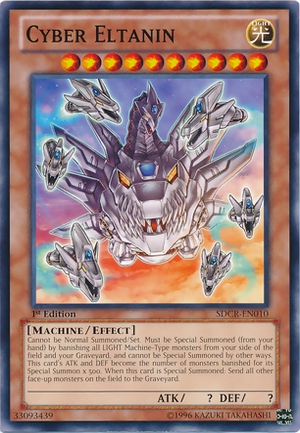 CYBER ELTANIN
LIGHT
光
1st Edition
SDCR-EN010
[MACHINE / EFFECT]
Cannot be Normal Summoned/Set. Must be Special Summoned (from your
hand) by banishing all LIGHT Machine-Type monsters from your side of the
field and your Graveyard, and cannot be Special Summoned by other ways.
This card's ATK and DEF become the number of monsters banished for its
Special Summon x 500. When this card is Special Summoned: Send all other
face-up monsters on the field to the Graveyard.
ATK/ ? DEF/ ?
33093439
©1996 KAZUKI TAKAHASHI